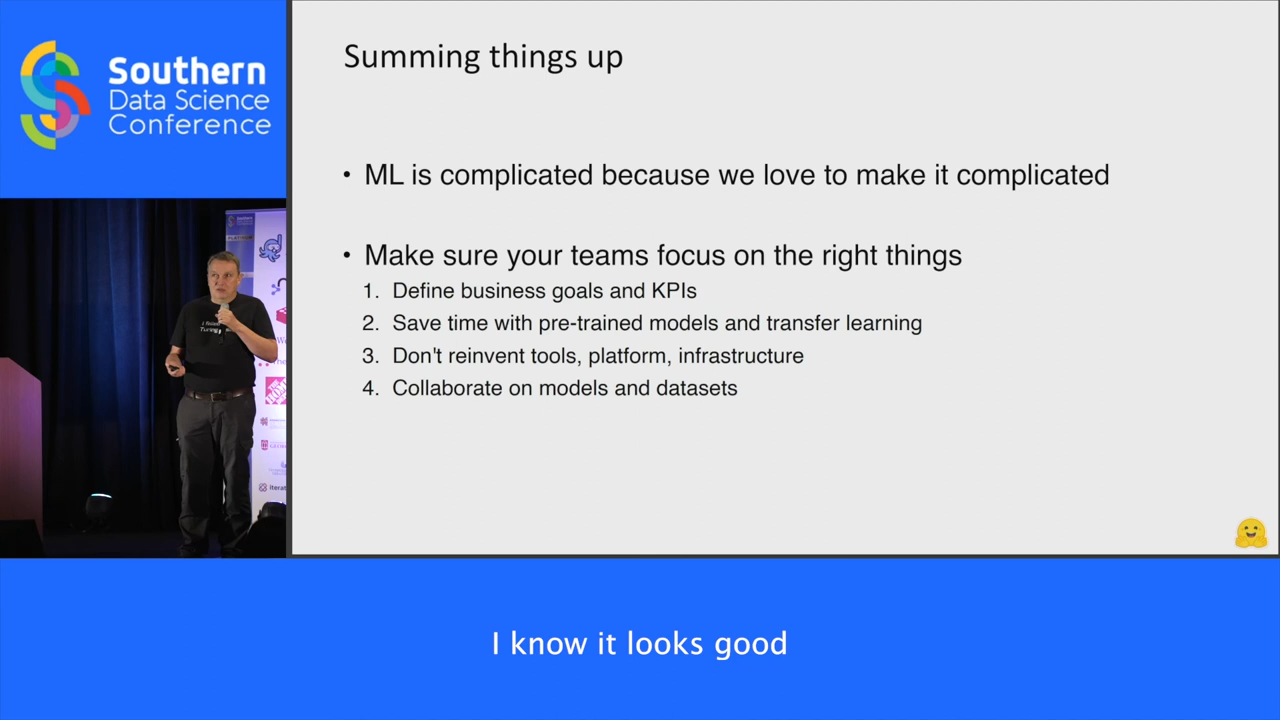 Southern
Data Science
Conference
Summing things up
• ML is complicated because we love to make it complicated
• Make sure your teams focus on the right things
1. Define business goals and KPIs
2. Save time with pre-trained models and transfer learning
3. Don't reinvent tools, platform, infrastructure
4. Collaborate on models and datasets
I know it looks good